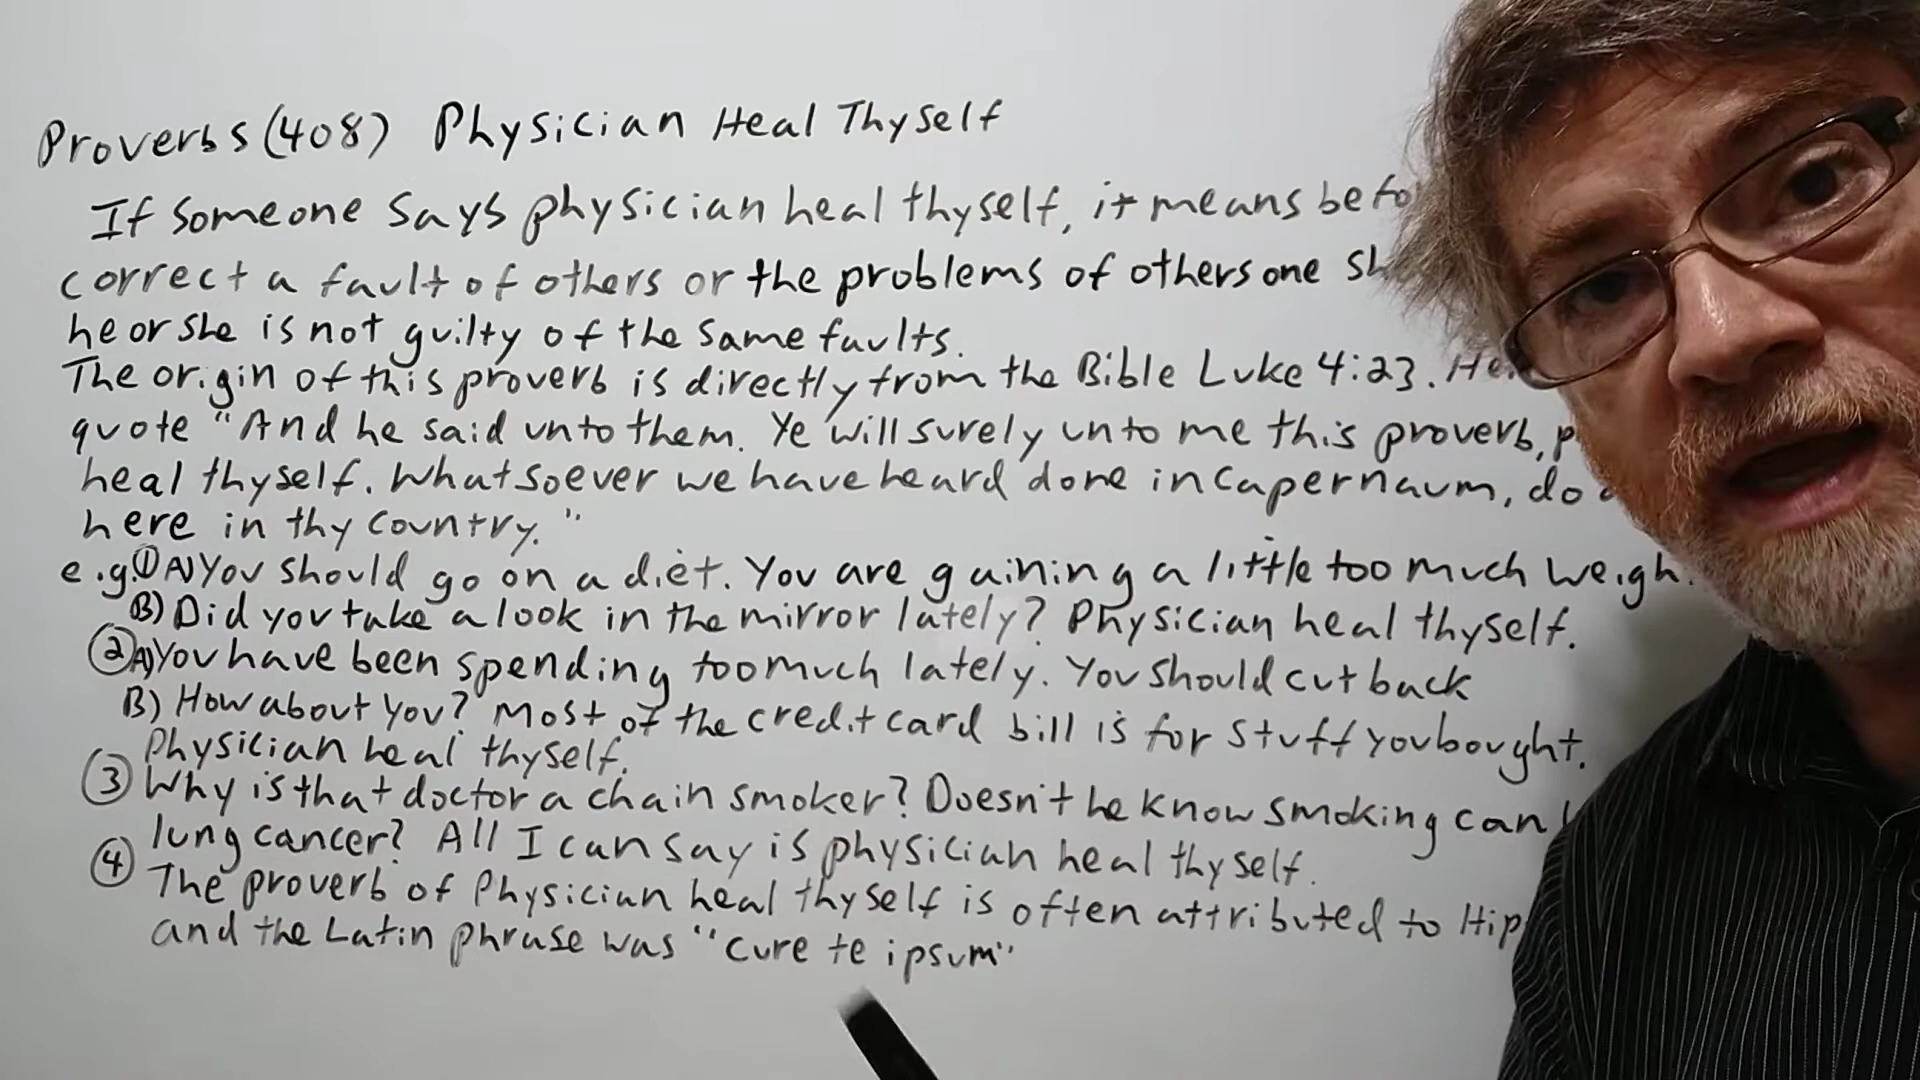 Proverbs (408) Physician Heal Thyself
If someone says physician heal thyself, it means
correct a fault of others or the problems of others one
he or she is not guilty of the same faults.
The origin of this proverb is directly from the Bible Luke 4:23.
quote "And he said unto them. Ye will surely unto me this proverb,
heal thyself. Whatsoever we have heard done in Capernaum, do
here in thy country."
e.g. ① A) You should go on a diet. You are gaining a little too much
B) Did you take a look in the mirror lately? Physician heal thyself.
② A) You have been spending too much lately. You should cut back
B) How about you? Most of the credit card bill is for stuff you bought.
Physician heal thyself.
③ Why is that doctor a chain smoker? Doesn't he know smoking can
lung cancer? All I can say is physician heal thyself.
④ The proverb of Physician heal thyself is often attributed to
and the Latin phrase was "cure te ipsum"